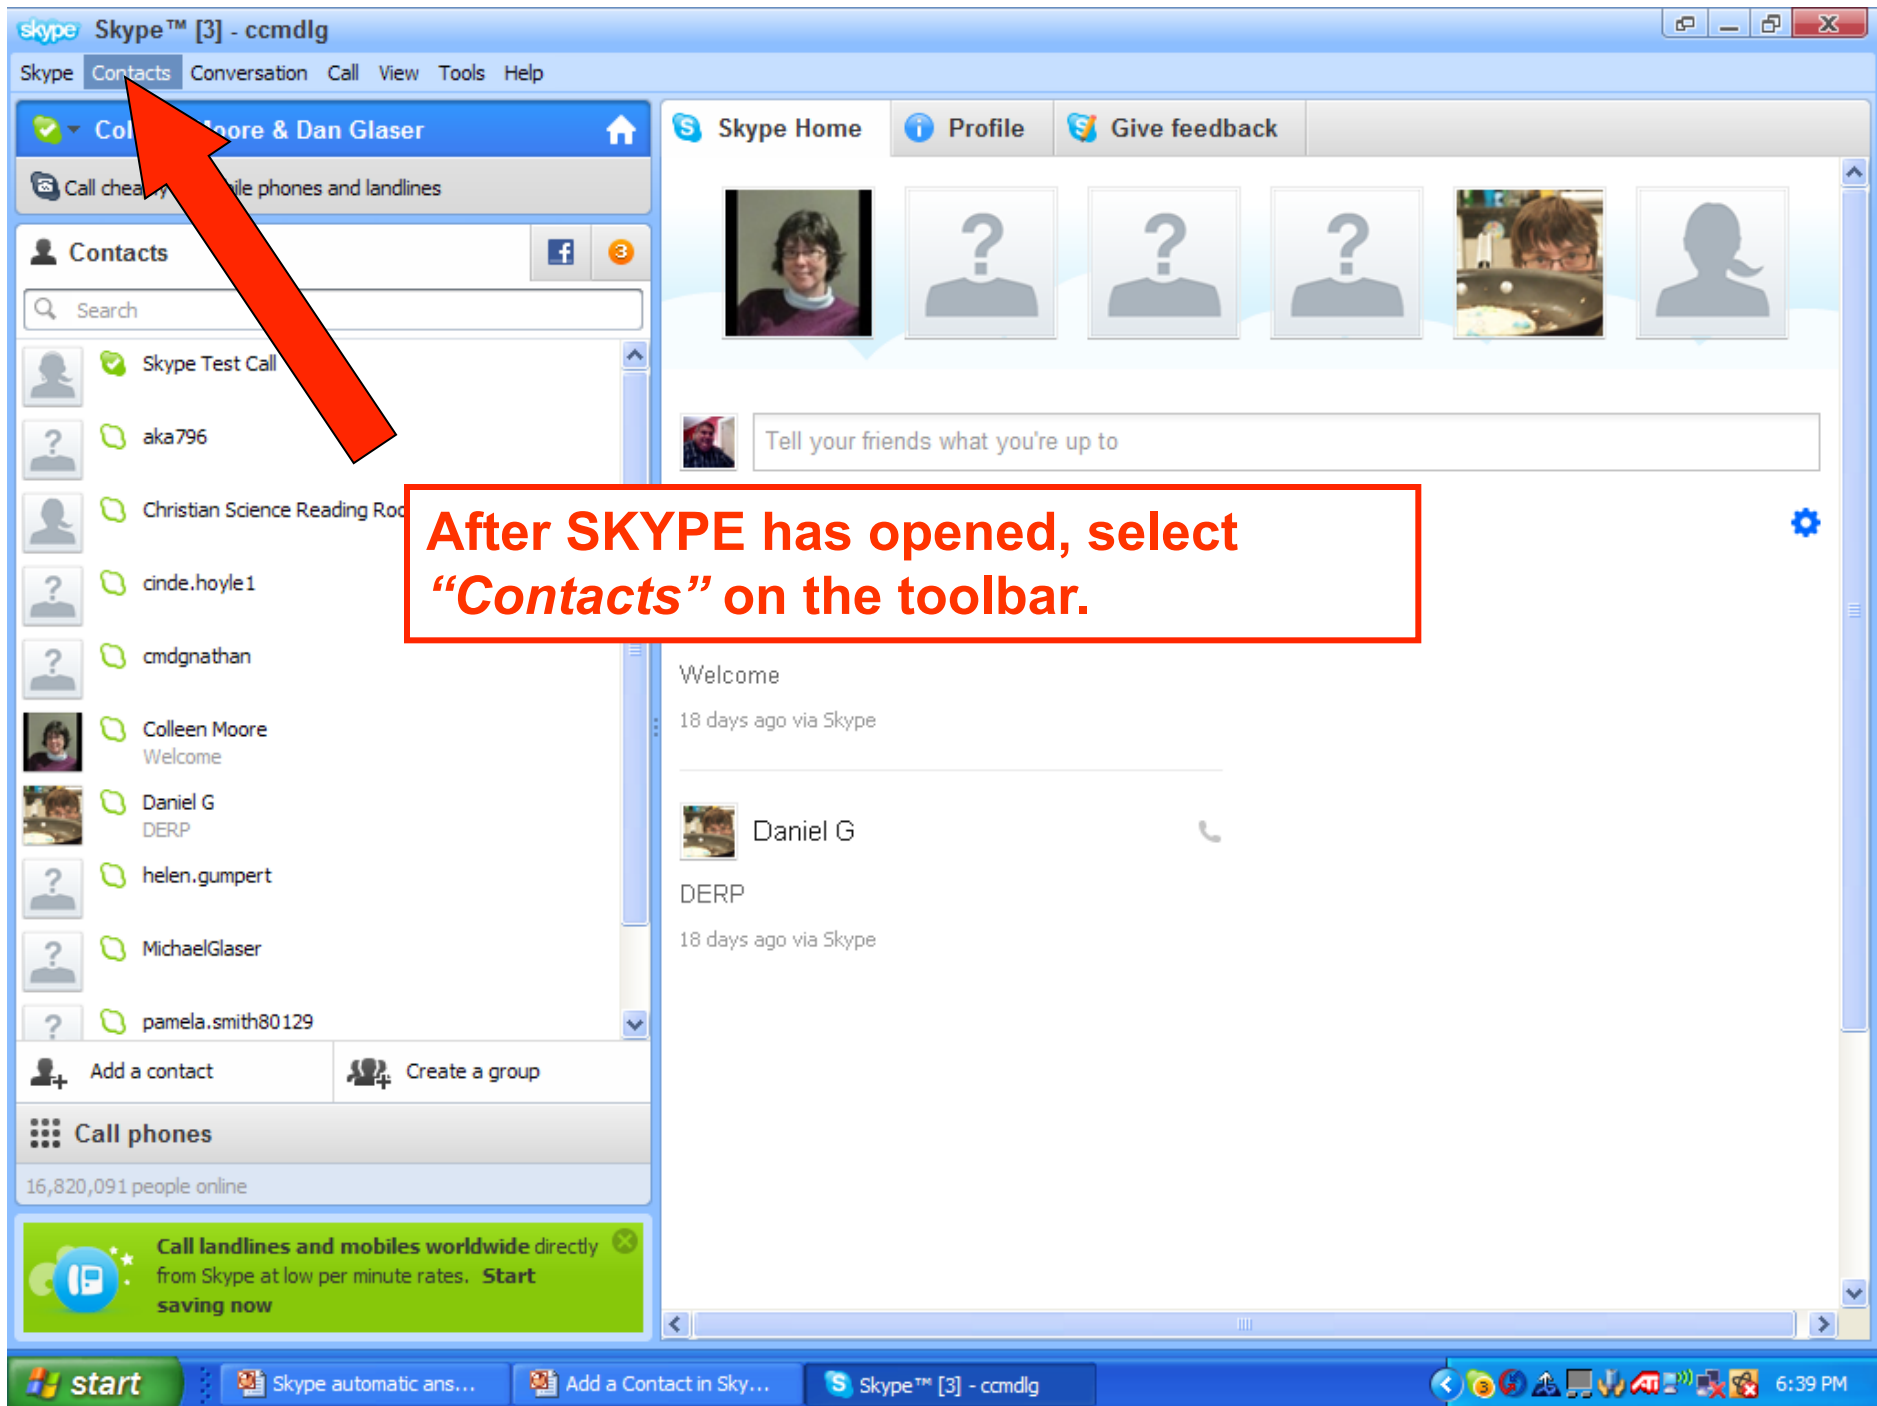 skype Skype™ [3] - ccmdlg
Skype Contacts Conversation Call View Tools Help
Moore & Dan Glaser
Call phones and landlines
Contacts
3
Search
Skype Test Call
aka796
Christian Science Reading
cinde.hoyle1
cmdgnathan
Colleen Moore
Welcome
Daniel G
DERP
helen.gumpert
MichaelGlaser
pamela.smith80129
Add a contact
Create a group
Call phones
16,820,091 people online
Call landlines and mobiles worldwide directly
from Skype at low per minute rates. Start
saving now
Skype Home
Profile
Give feedback
Tell your friends what you're up to
After SKYPE has opened, select
“Contacts” on the toolbar.
Welcome
18 days ago via Skype
Daniel G
DERP
18 days ago via Skype
start
Skype automatic ans...
Add a Contact in Sky...
Skype™ [3] - ccmdlg
3
6:39 PM